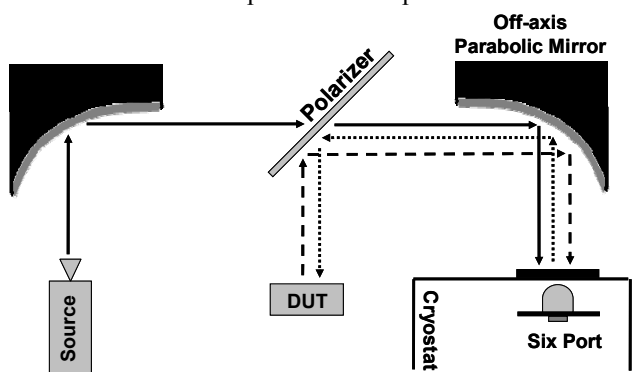 Off-axis
Parabolic Mirror
Polarizer
DUT
Source
Cryostat
Six Port